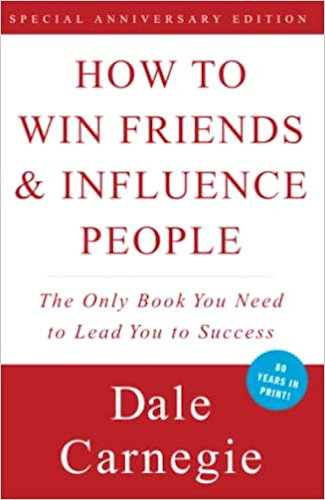 SPECIAL ANNIVERSARY EDITION
HOW TO
WIN FRIENDS
& INFLUENCE
PEOPLE
The Only Book You Need
to Lead You to Success
80
YEARS IN
PRINT!
Dale
Carnegie